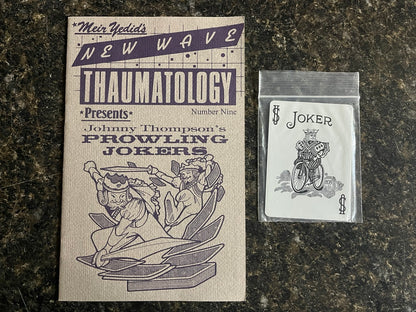 Meir Yedid's
NEW WAVE
THAUMATOLOGY
Presents
Number Nine
Johnny Thompson's
PROWLING
JOKERS
JOKER